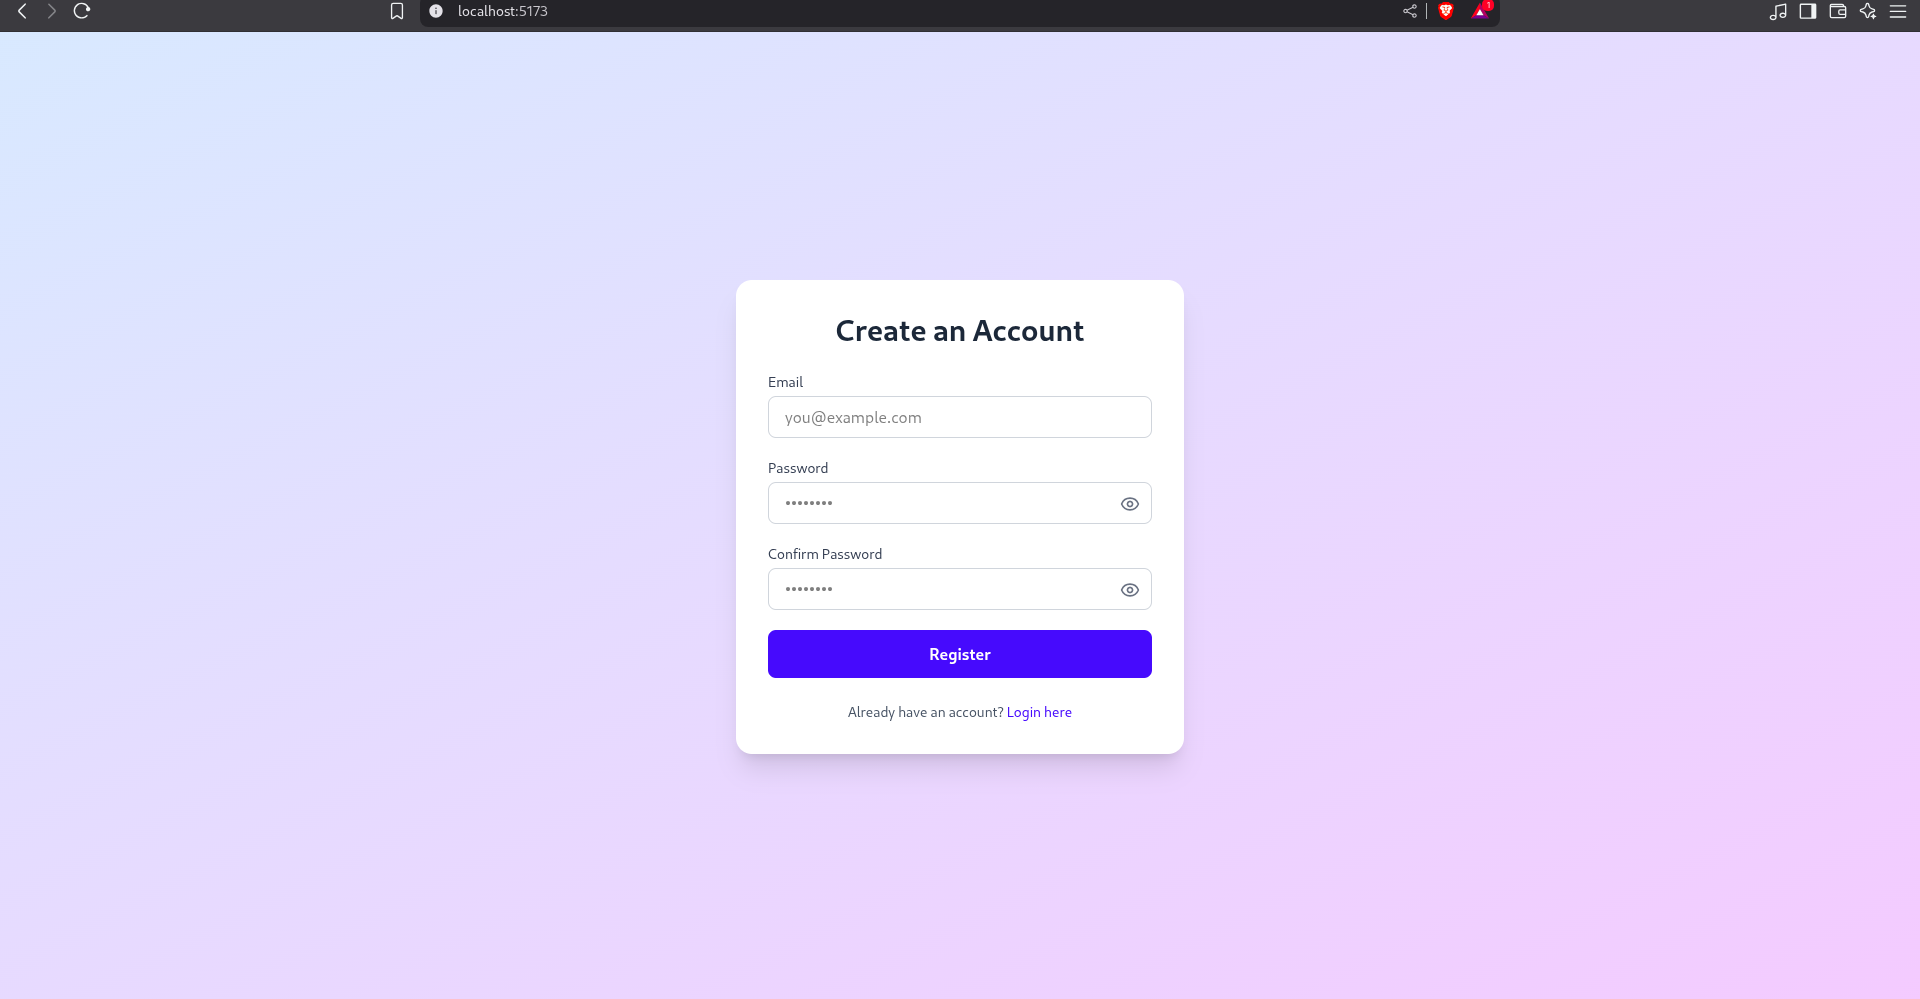 localhost:5173
1
Create an Account
Email
you@example.com
Password
••••••••
Confirm Password
••••••••
Register
Already have an account? Login here